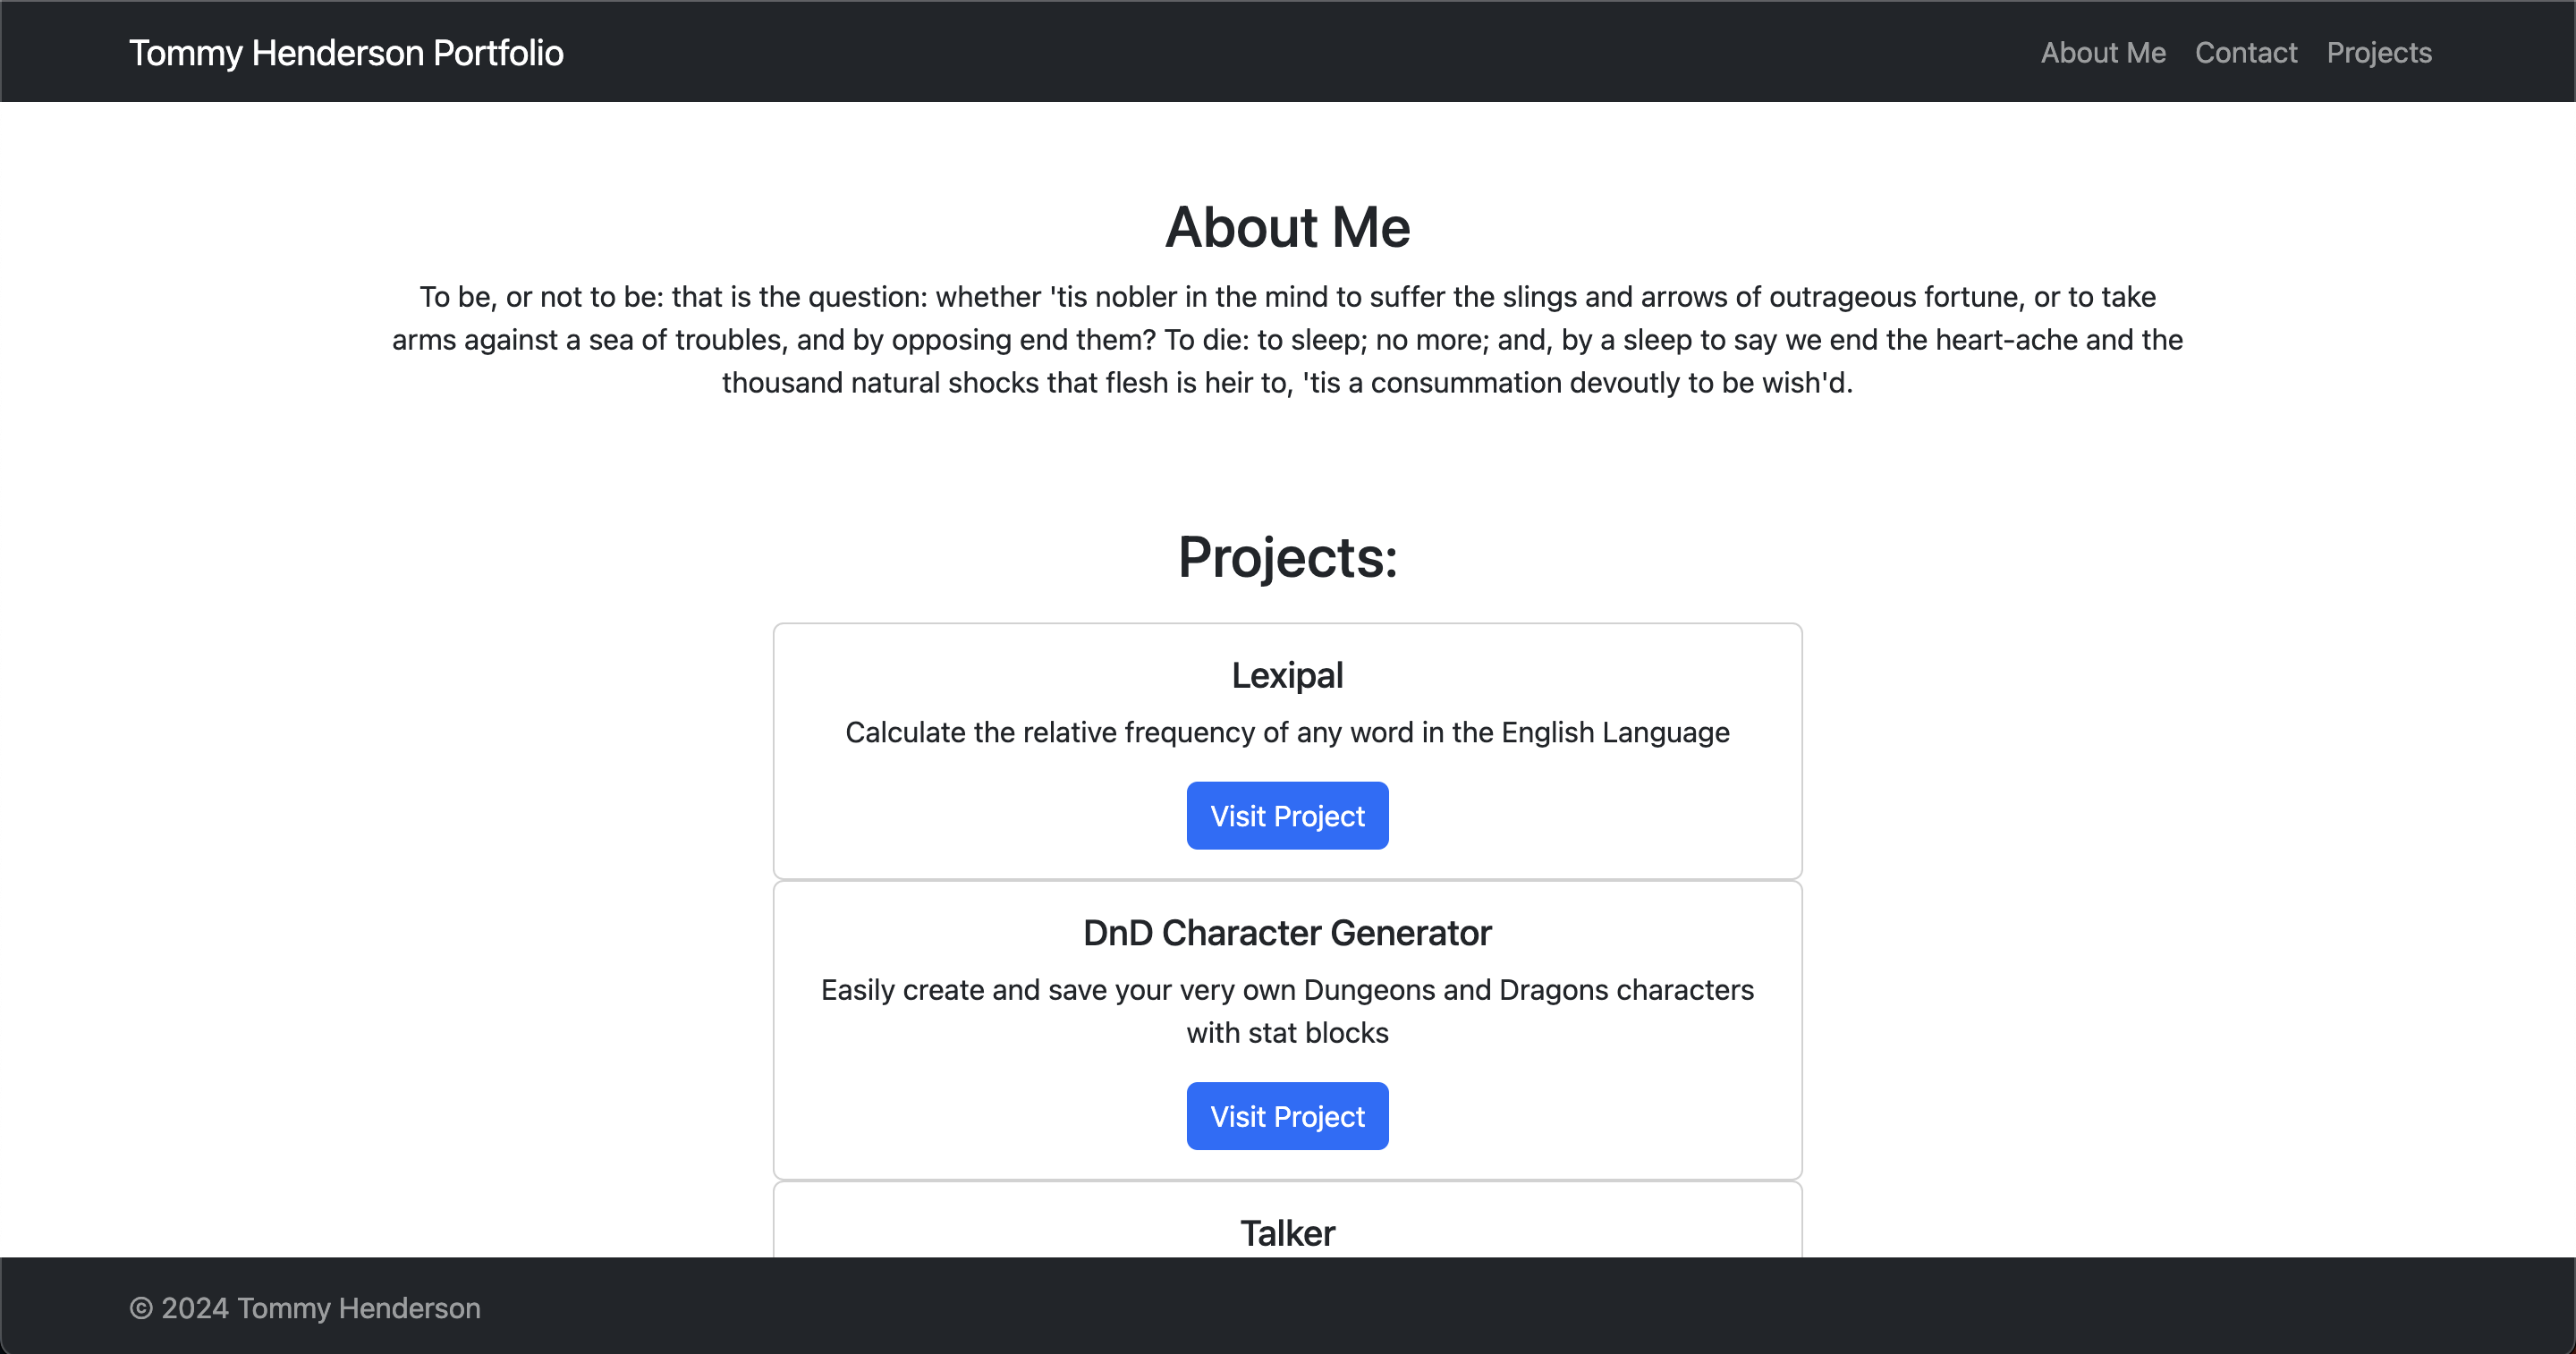 Tommy Henderson Portfolio
About Me Contact Projects
About Me
To be, or not to be: that is the question: whether 'tis nobler in the mind to suffer the slings and arrows of outrageous fortune, or to take
arms against a sea of troubles, and by opposing end them? To die: to sleep; no more; and, by a sleep to say we end the heart-ache and the
thousand natural shocks that flesh is heir to, 'tis a consummation devoutly to be wish'd.
Projects:
Lexipal
Calculate the relative frequency of any word in the English Language
Visit Project
DnD Character Generator
Easily create and save your very own Dungeons and Dragons characters
with stat blocks
Visit Project
Talker
© 2024 Tommy Henderson